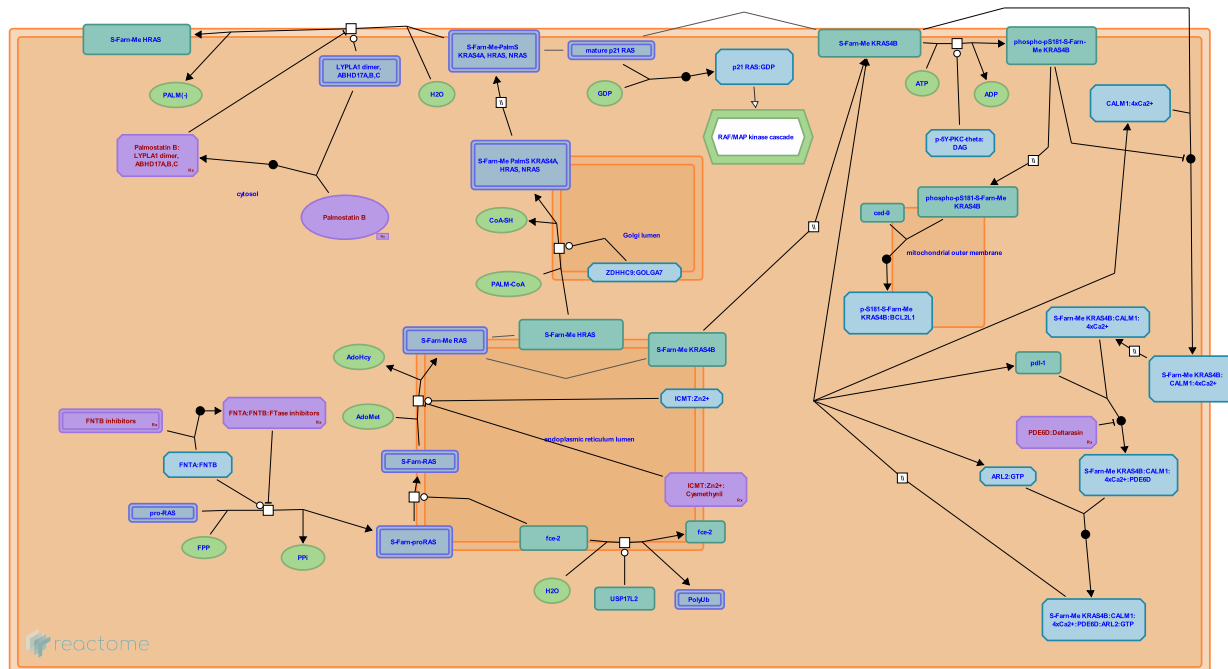 S-Farn-Me HRAS
PALM(-)
LYPLA1 dimer,
ABHD17A,B,C
H2O
S-Farn-Me-PalmS
KRAS4A, HRAS, NRAS
mature p21 RAS
GDP
p21 RAS:GDP
RAF/MAP kinase cascade
S-Farn-Me KRAS4B
ATP
ADP
phospho-pS181-S-Farn-
Me KRAS4B
p-5Y-PKC-theta:
DAG
CALM1:4xCa2+
Palmostatin B:
LYPLA1 dimer,
ABHD17A,B,C
Rx
cytosol
Palmostatin B
Rx
S-Farn-Me PalmS KRAS4A,
HRAS, NRAS
CoA-SH
Golgi lumen
ZDHHC9:GOLGA7
PALM-CoA
phospho-pS181-S-Farn-Me
KRAS4B
ced-9
mitochondrial outer membrane
p-S181-S-Farn-Me
KRAS4B:BCL2L1
S-Farn-Me KRAS4B:CALM1:
4xCa2+
S-Farn-Me KRAS4B:
CALM1:4xCa2+
pdl-1
PDE6D:Deltarasin
Rx
S-Farn-Me KRAS4B:CALM1:
4xCa2+:PDE6D
ARL2:GTP
S-Farn-Me KRAS4B:CALM1:
4xCa2+:PDE6D:ARL2:GTP
S-Farn-Me RAS
S-Farn-Me HRAS
S-Farn-Me KRAS4B
AdoHcy
AdoMet
ICMT:Zn2+
endoplasmic reticulum lumen
ICMT:Zn2+:
Cysmethynil
Rx
S-Farn-RAS
FNTB inhibitors
Rx
FNTA:FNTB:FTase inhibitors
Rx
FNTA:FNTB
pro-RAS
FPP
PPi
S-Farn-proRAS
fce-2
fce-2
H2O
USP17L2
PolyUb
reactome